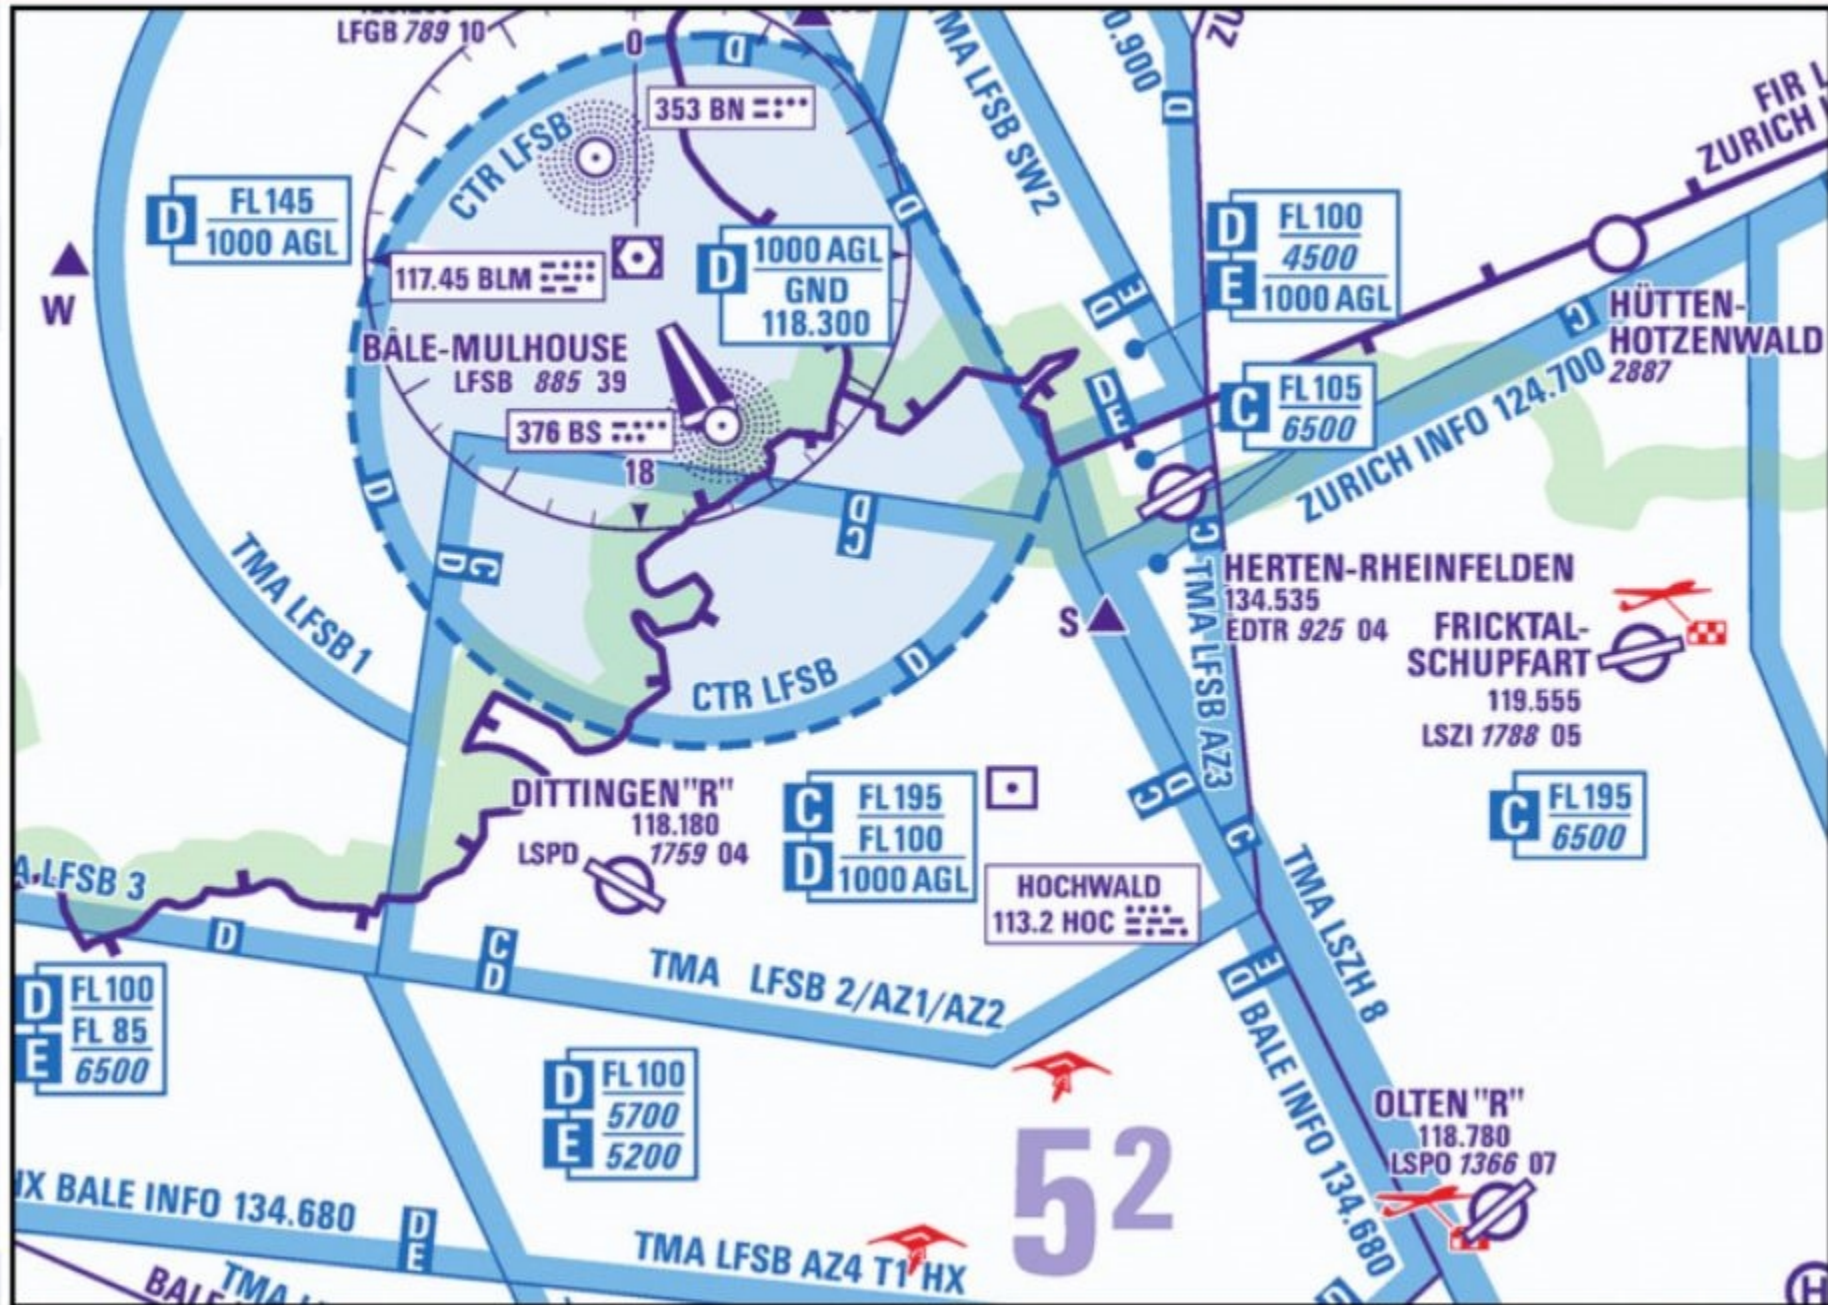 LFGB 789 10
0
353 BN
CTR LFSB
D
TMA LFSB SW2
0.900
D
ZU
FIR L
ZURICH
D
FL145
1000 AGL
W
117.45 BLM
D
1000 AGL
GND
118.300
D
D
FL100
4500
E
1000 AGL
D
E
HÜTTEN-
HOTZENWALD
2887
C
BÂLE-MULHOUSE
LFSB 885 39
376 BS
18
D
E
C
FL105
6500
ZURICH INFO 124.700
D
D
C
C
D
C
TMA LFSB 1
HERTEN-RHEINFELDEN
134.535
EDTR 925 04
S
TMA LFSB AZ3
FRICKTAL-
SCHUPFART
119.555
LSZI 1788 05
CTR LFSB
D
DITTINGEN "R"
118.180
LSPD 1759 04
C
FL195
FL100
D
1000 AGL
D
C
C
C
FL195
6500
HOCHWALD
113.2 HOC
A LFSB 3
D
C
D
TMA LFSB 2/AZ1/AZ2
TMA LSZH 8
E
D
BALE INFO 134.680
D
FL100
FL 85
E
6500
D
FL100
5700
E
5200
5²
OLTEN "R"
118.780
LSPO 1366 07
HX BALE INFO 134.680
D
E
TMA LFSB AZ4 T1 HX
BALE
TMA
H